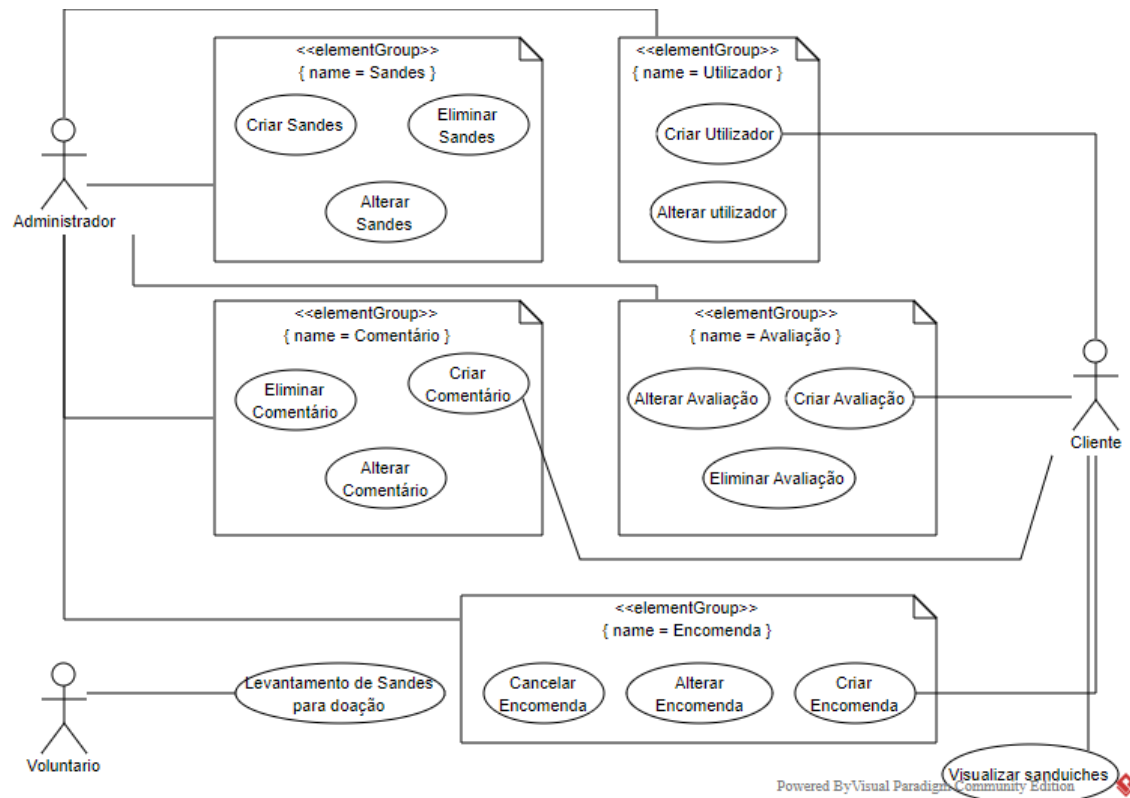 <<elementGroup>>
{ name = Sandes }
Criar Sandes
Eliminar
Sandes
Alterar
Sandes
<<elementGroup>>
{ name = Utilizador }
Criar Utilizador
Alterar utilizador
Administrador
<<elementGroup>>
{ name = Comentário }
Eliminar
Comentário
Criar
Comentário
Alterar
Comentário
<<elementGroup>>
{ name = Avaliação }
Alterar Avaliação
Criar Avaliação
Eliminar Avaliação
Cliente
<<elementGroup>>
{ name = Encomenda }
Cancelar
Encomenda
Alterar
Encomenda
Criar
Encomenda
Levantamento de Sandes
para doação
Voluntario
Visualizar sanduiches
Powered By Visual Paradigm Community Edition